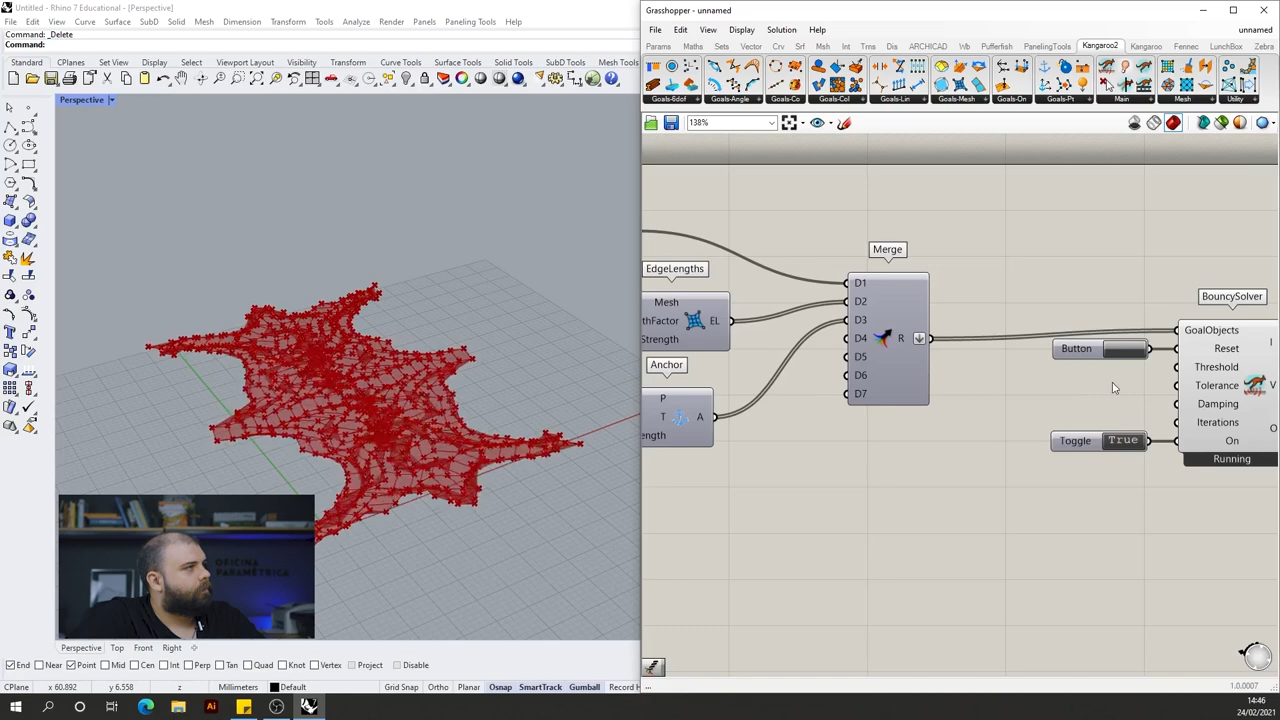 Untitled - Rhino 7 Educational - [Perspective]
File Edit View Curve Surface SubD Solid Mesh Dimension Transform Tools Analyze Render Panels Paneling Tools Help
Command: _Delete
Command:
Standard CPlanes Set View Display Select Viewport Layout Visibility Transform Curve Tools Surface Tools Solid Tools SubD Tools Mesh Tools
Perspective
OFICINA
PARAMÉTRICA
Perspective Top Front Right
End Near Point Mid Cen Int Perp Tan Quad Knot Vertex Project Disable
CPlane x 60.892 y 6.558 z Millimeters Default Grid Snap Ortho Planar Osnap SmartTrack Gumball Record H
Grasshopper - unnamed
File Edit View Display Solution Help unnamed
Params Maths Sets Vector Crv Srf Msh Int Trns Dis ARCHICAD Wb Pufferfish PanelingTools Kangaroo2 Kangaroo Fennec LunchBox Zebra
Goals-6dof Goals-Angle Goals-Co Goals-Col Goals-Lin Goals-Mesh Goals-On Goals-Pt Main Mesh Utility
138%
EdgeLengths
Mesh
thFactor EL
Strength
Anchor
P
T A
ength
Merge
D1
D2
D3
D4 R
D5
D6
D7
Button
Toggle True
BouncySolver
GoalObjects I
Reset
Threshold
Tolerance V
Damping
Iterations O
On
Running
...
1.0.0007
14:46
24/02/2021